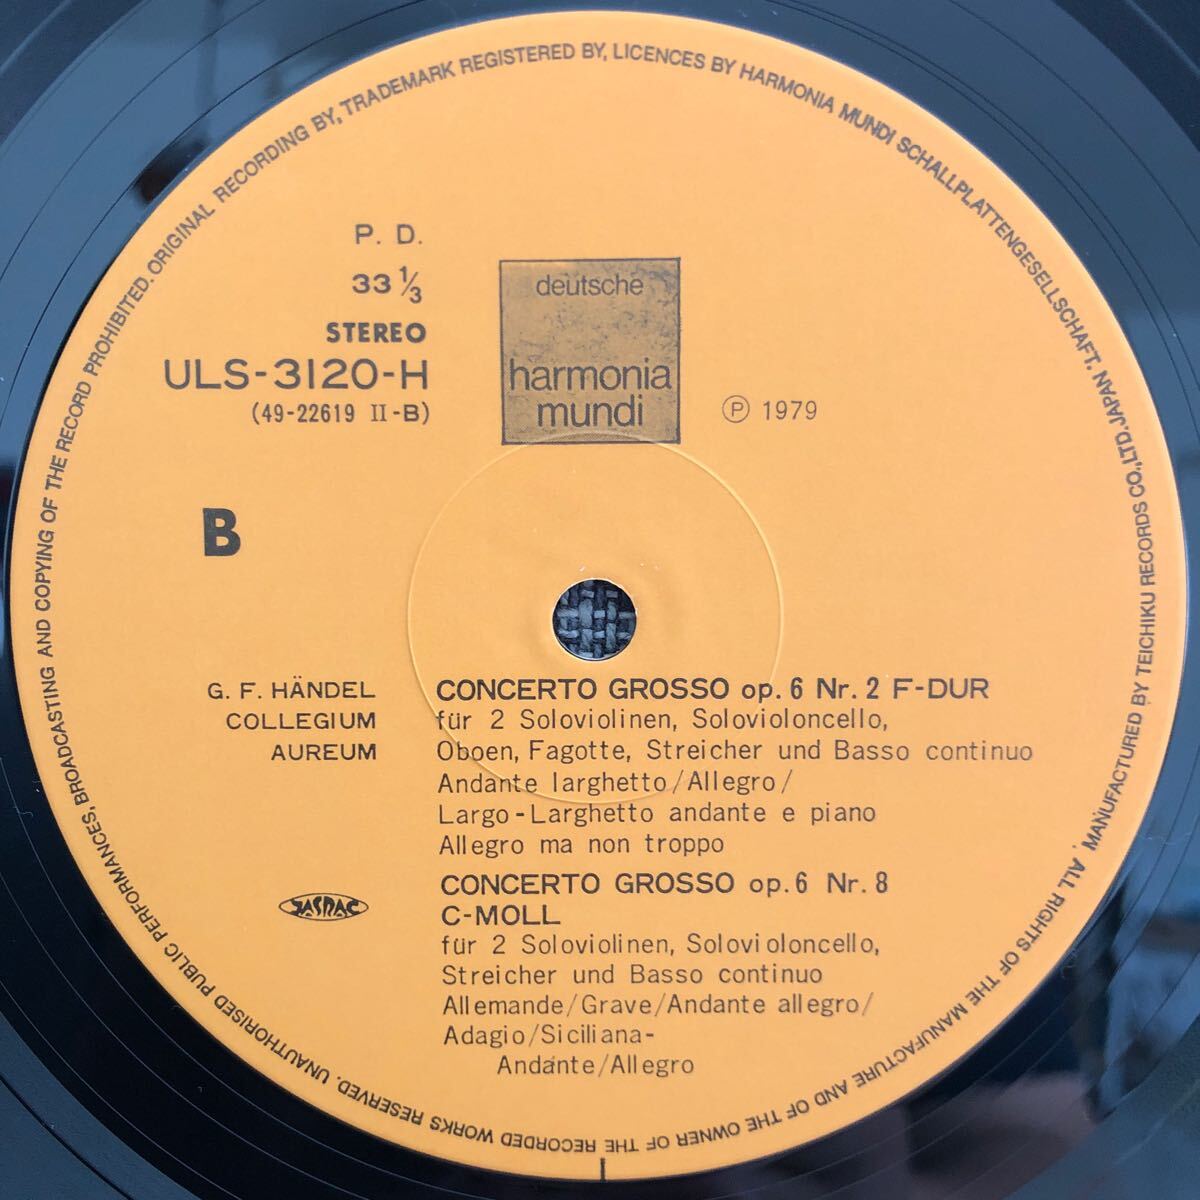 ORIGINAL RECORDING BY, TRADEMARK REGISTERED BY, LICENCES BY HARMONIA MUNDI SCHALLPLATTENGESELLSCHAFT. JAPAN
MANUFACTURED BY TEICHIKU RECORDS CO., LTD. JAPAN. ALL RIGHTS OF THE MANUFACTURE AND OF THE OWNER OF THE RECORDED WORKS RESERVED. UNAUTHORISED PUBLIC PERFORMANCES, BROADCASTING AND COPYING OF THE RECORD PROHIBITED.
P. D.
33 1/3
STEREO
ULS-3120-H
(49-22619 II-B)
deutsche
harmonia
mundi
Ⓟ 1979
B
G. F. HÄNDEL
COLLEGIUM
AUREUM
CONCERTO GROSSO op. 6 Nr. 2 F-DUR
für 2 Soloviolinen, Solovioloncello,
Oboen, Fagotte, Streicher und Basso continuo
Andante larghetto/Allegro/
Largo-Larghetto andante e piano
Allegro ma non troppo
CONCERTO GROSSO op. 6 Nr. 8
C-MOLL
für 2 Soloviolinen, Solovioloncello,
Streicher und Basso continuo
Allemande/Grave/Andante allegro/
Adagio/Siciliana-
Andante/Allegro
JASRAC